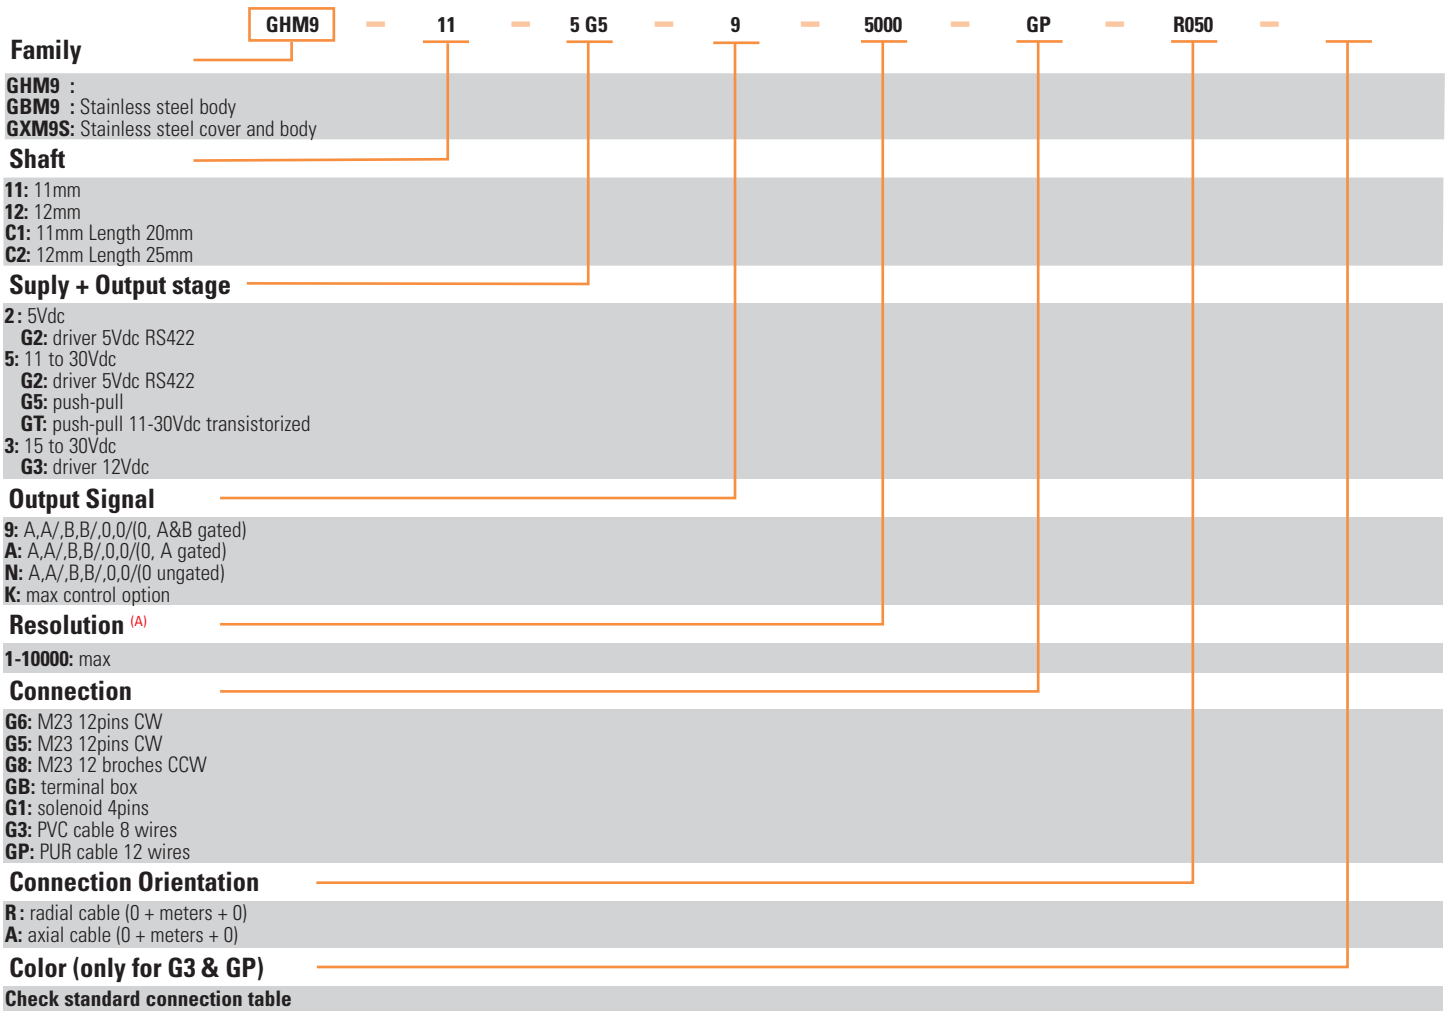 GHM9 – 11 – 5 G5 – 9 – 5000 – GP – R050 –
Family
GHM9 :
GBM9 : Stainless steel body
GXM9S: Stainless steel cover and body
Shaft
11: 11mm
12: 12mm
C1: 11mm Length 20mm
C2: 12mm Length 25mm
Suply + Output stage
2 : 5Vdc
G2: driver 5Vdc RS422
5: 11 to 30Vdc
G2: driver 5Vdc RS422
G5: push-pull
GT: push-pull 11-30Vdc transistorized
3: 15 to 30Vdc
G3: driver 12Vdc
Output Signal
9: A,A/,B,B/,0,0/(0, A&B gated)
A: A,A/,B,B/,0,0/(0, A gated)
N: A,A/,B,B/,0,0/(0 ungated)
K: max control option
Resolution (A)
1-10000: max
Connection
G6: M23 12pins CW
G5: M23 12pins CW
G8: M23 12 broches CCW
GB: terminal box
G1: solenoid 4pins
G3: PVC cable 8 wires
GP: PUR cable 12 wires
Connection Orientation
R : radial cable (0 + meters + 0)
A: axial cable (0 + meters + 0)
Color (only for G3 & GP)
Check standard connection table